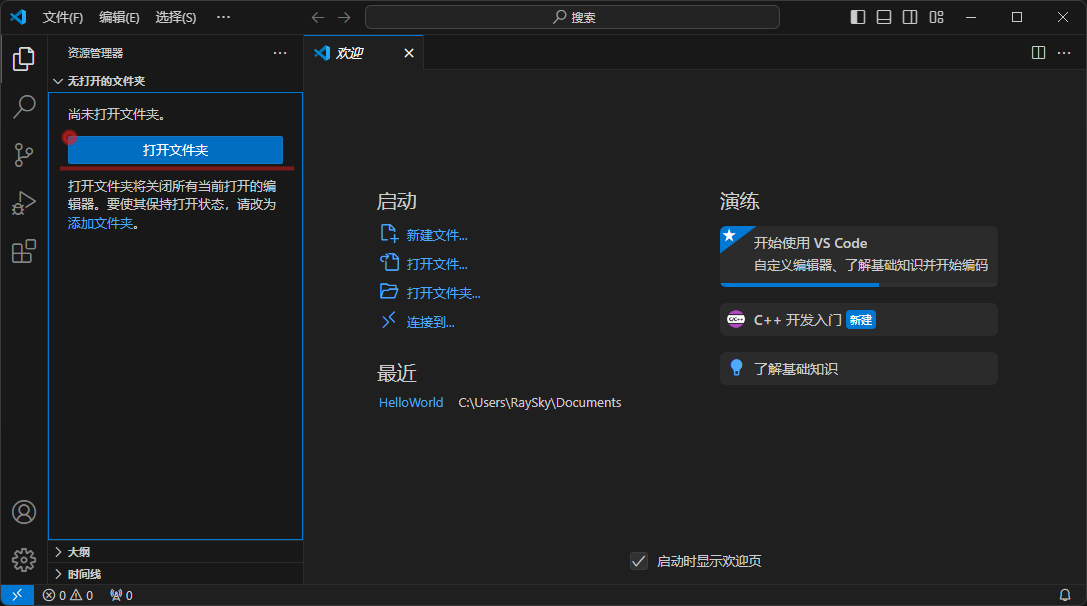 文件(F) 编辑(E) 选择(S) ···
搜索
资源管理器 ···
无打开的文件夹
尚未打开文件夹。
打开文件夹
打开文件夹将关闭所有当前打开的编
辑器。要使其保持打开状态，请改为
添加文件夹。
大纲
时间线
欢迎
启动
新建文件...
打开文件...
打开文件夹...
连接到...
最近
HelloWorld C:\Users\RaySky\Documents
演练
开始使用 VS Code
自定义编辑器、了解基础知识并开始编码
C/C++ C++ 开发入门 新建
了解基础知识
启动时显示欢迎页
0 0 0